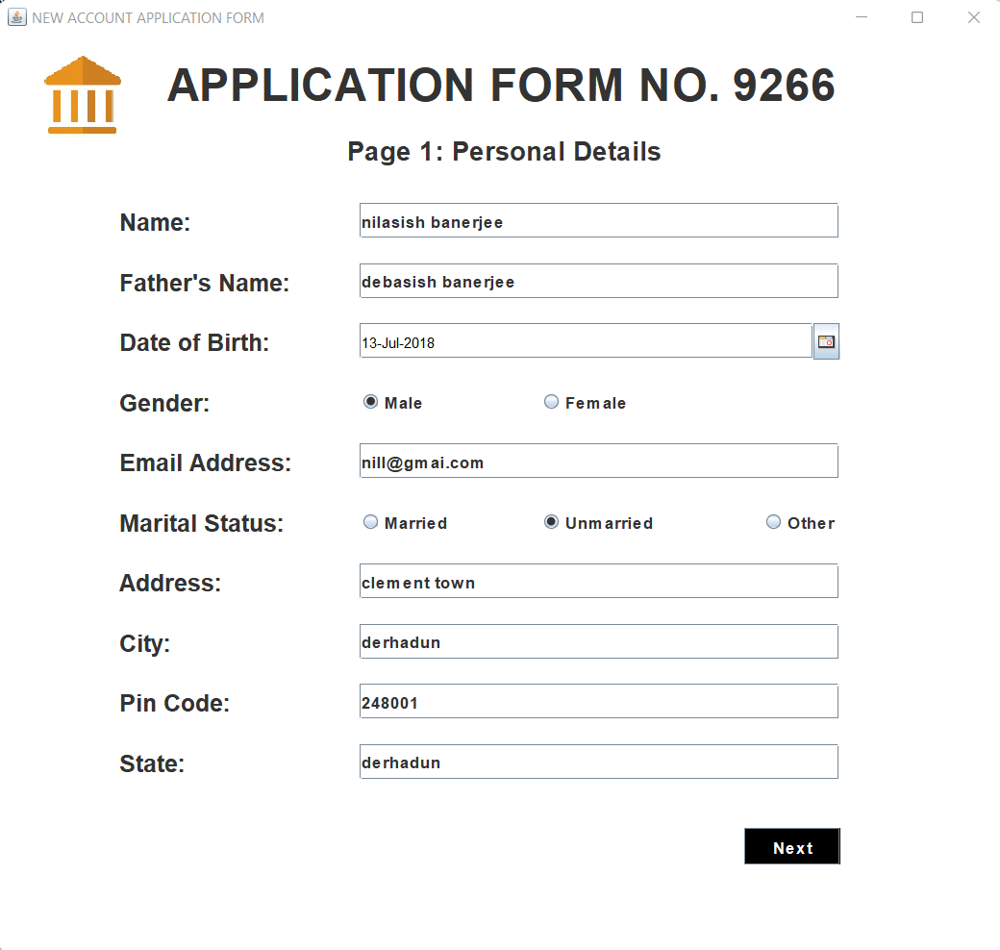 NEW ACCOUNT APPLICATION FORM
APPLICATION FORM NO. 9266
Page 1: Personal Details
Name: nilasish banerjee
Father's Name: debasish banerjee
Date of Birth: 13-Jul-2018
Gender: Male Female
Email Address: nill@gmai.com
Marital Status: Married Unmarried Other
Address: clement town
City: derhadun
Pin Code: 248001
State: derhadun
Next